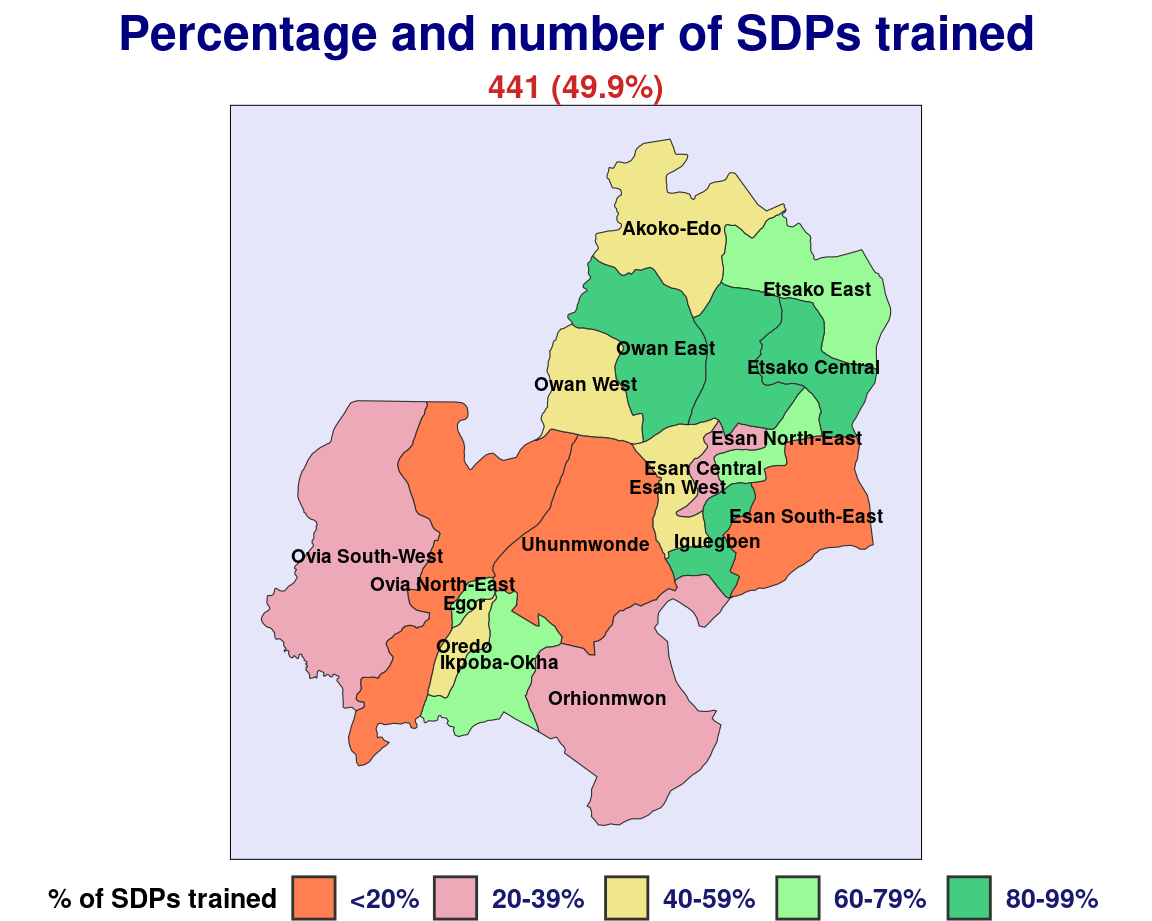 Percentage and number of SDPs trained
441 (49.9%)
Akoko-Edo
Etsako East
Owan East
Etsako Central
Owan West
Esan North-East
Esan Central
Esan West
Esan South-East
Iguegben
Uhunmwonde
Ovia South-West
Ovia North-East
Egor
Oredo
Ikpoba-Okha
Orhionmwon
% of SDPs trained <20% 20-39% 40-59% 60-79% 80-99%